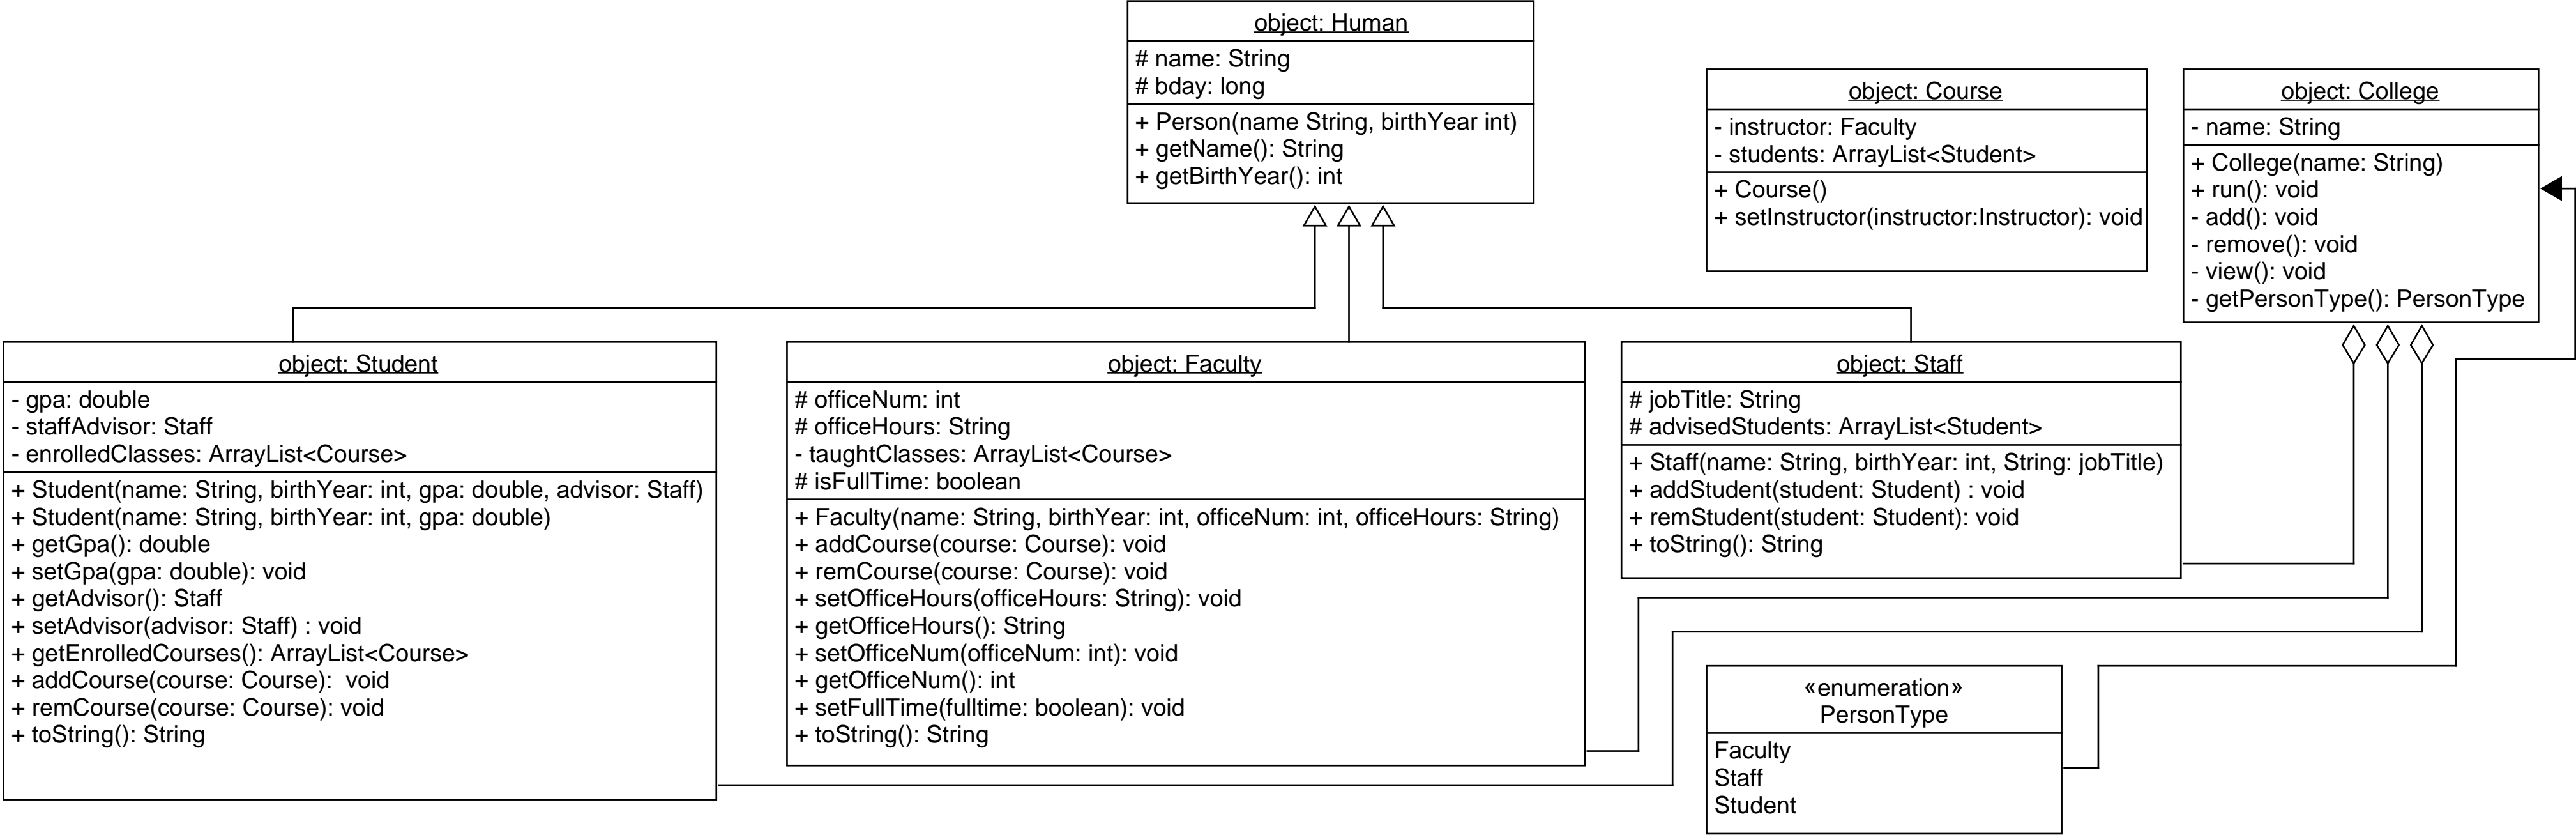 object: Human
# name: String
# bday: long
+ Person(name String, birthYear int)
+ getName(): String
+ getBirthYear(): int
object: Course
- instructor: Faculty
- students: ArrayList<Student>
+ Course()
+ setInstructor(instructor:Instructor): void
object: College
- name: String
+ College(name: String)
+ run(): void
- add(): void
- remove(): void
- view(): void
- getPersonType(): PersonType
object: Student
- gpa: double
- staffAdvisor: Staff
- enrolledClasses: ArrayList<Course>
+ Student(name: String, birthYear: int, gpa: double, advisor: Staff)
+ Student(name: String, birthYear: int, gpa: double)
+ getGpa(): double
+ setGpa(gpa: double): void
+ getAdvisor(): Staff
+ setAdvisor(advisor: Staff) : void
+ getEnrolledCourses(): ArrayList<Course>
+ addCourse(course: Course):  void
+ remCourse(course: Course): void
+ toString(): String
object: Faculty
# officeNum: int
# officeHours: String
- taughtClasses: ArrayList<Course>
# isFullTime: boolean
+ Faculty(name: String, birthYear: int, officeNum: int, officeHours: String)
+ addCourse(course: Course): void
+ remCourse(course: Course): void
+ setOfficeHours(officeHours: String): void
+ getOfficeHours(): String
+ setOfficeNum(officeNum: int): void
+ getOfficeNum(): int
+ setFullTime(fulltime: boolean): void
+ toString(): String
object: Staff
# jobTitle: String
# advisedStudents: ArrayList<Student>
+ Staff(name: String, birthYear: int, String: jobTitle)
+ addStudent(student: Student) : void
+ remStudent(student: Student): void
+ toString(): String
«enumeration»
PersonType
Faculty
Staff
Student